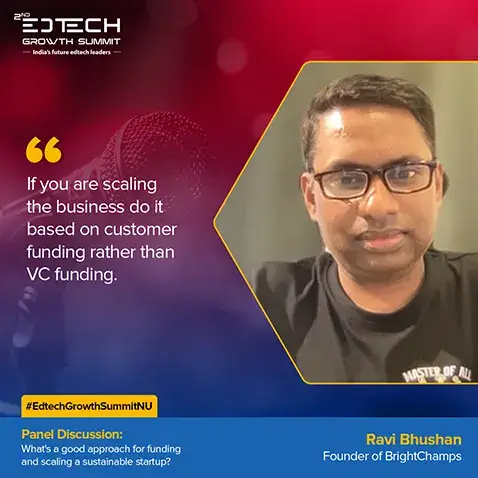 2ND
EDTECH
GROWTH SUMMIT
India's future edtech leaders
“
If you are scaling
the business do it
based on customer
funding rather than
VC funding.
MASTER OF ALL
#EdtechGrowthSummitNU
Panel Discussion:
What's a good approach for funding
and scaling a sustainable startup?
Ravi Bhushan
Founder of BrightChamps